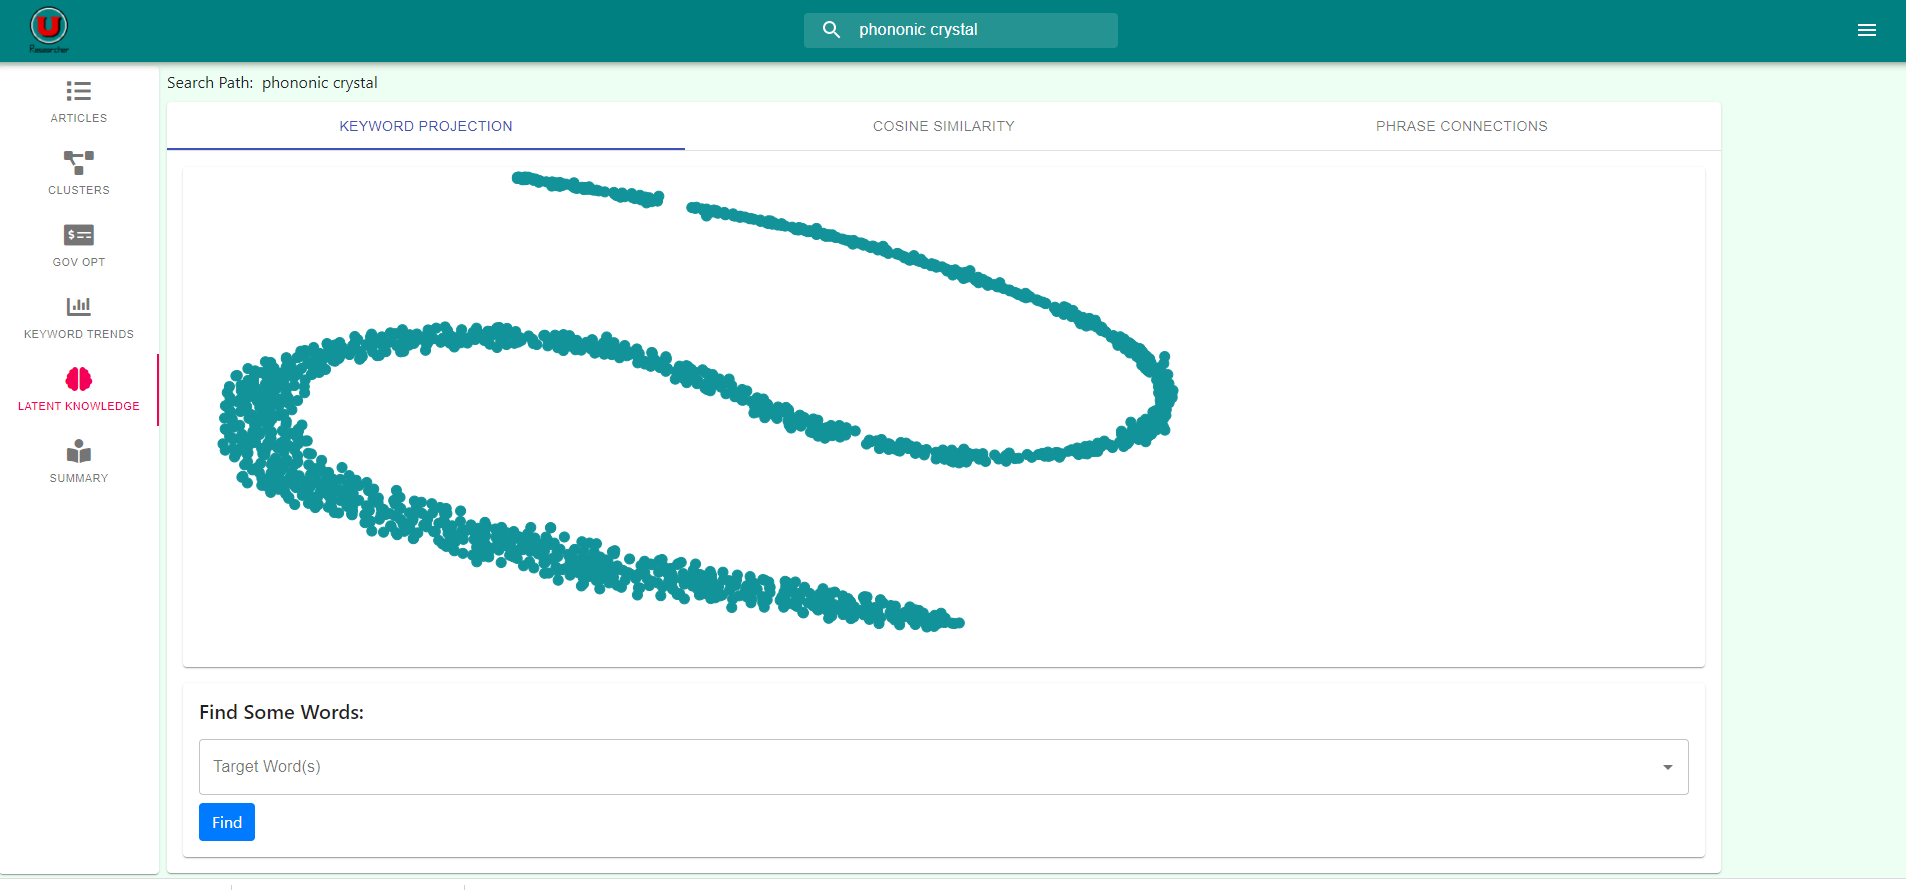 U
Researcher
phononic crystal
Search Path: phononic crystal
ARTICLES
CLUSTERS
$
GOV OPT
KEYWORD TRENDS
LATENT KNOWLEDGE
SUMMARY
KEYWORD PROJECTION
COSINE SIMILARITY
PHRASE CONNECTIONS
Find Some Words:
Target Word(s)
Find